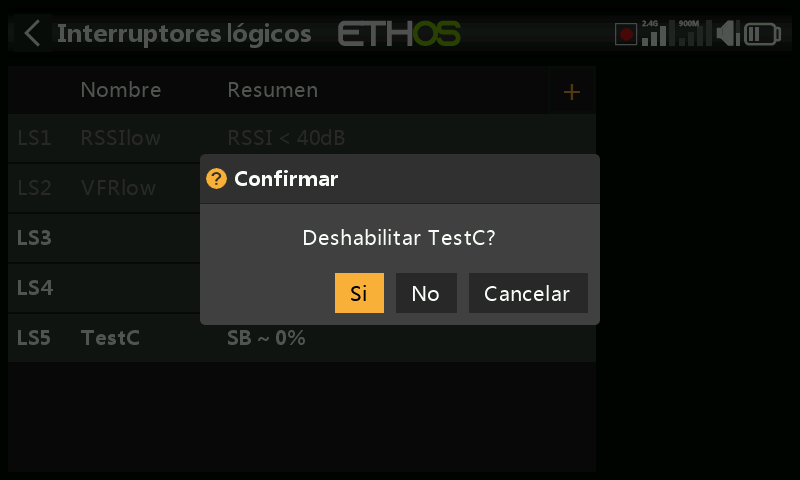 Interruptores lógicos ETHOS 2.4G 900M
Nombre Resumen +
LS1 RSSIlow RSSI < 40dB
LS2 VFRlow
? Confirmar
LS3
Deshabilitar TestC?
LS4
Si No Cancelar
LS5 TestC SB ~ 0%